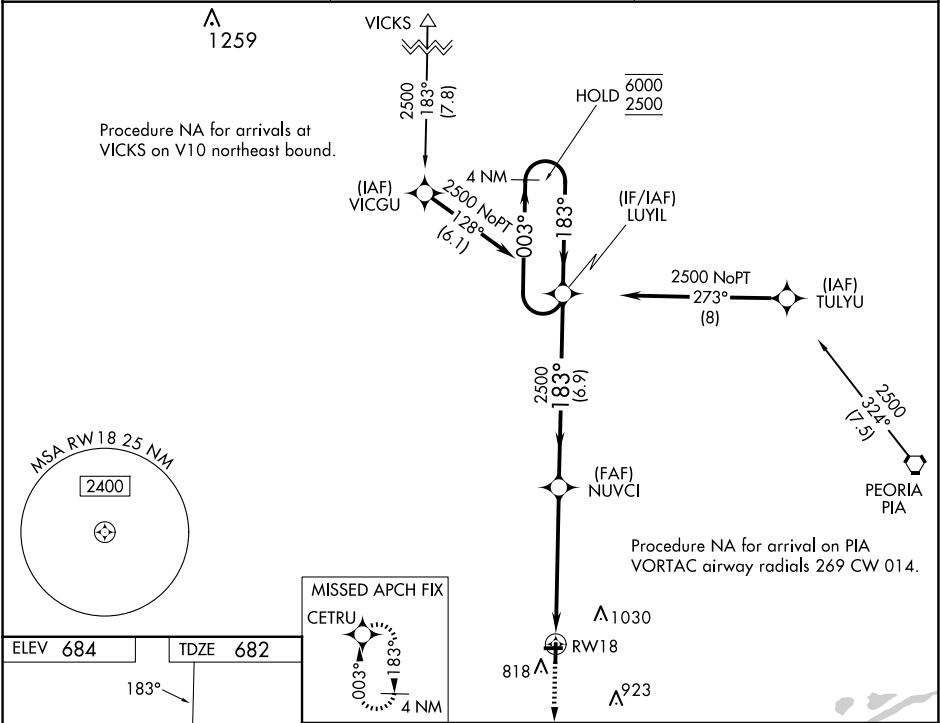 1259
VICKS
2500
183°
(7.8)
HOLD 6000
2500
Procedure NA for arrivals at
VICKS on V10 northeast bound.
4 NM
(IAF)
VICGU
2500 NoPT
128°
(6.1)
003°
183°
(IF/IAF)
LUYIL
2500 NoPT
273°
(8)
(IAF)
TULYU
2500
183°
(6.9)
2500
324°
(7.5)
MSA RW18 25 NM
2400
(FAF)
NUVCI
PEORIA
PIA
Procedure NA for arrival on PIA
VORTAC airway radials 269 CW 014.
MISSED APCH FIX
CETRU
003°
183°
4 NM
1030
RW18
818
923
ELEV 684
TDZE 682
183°